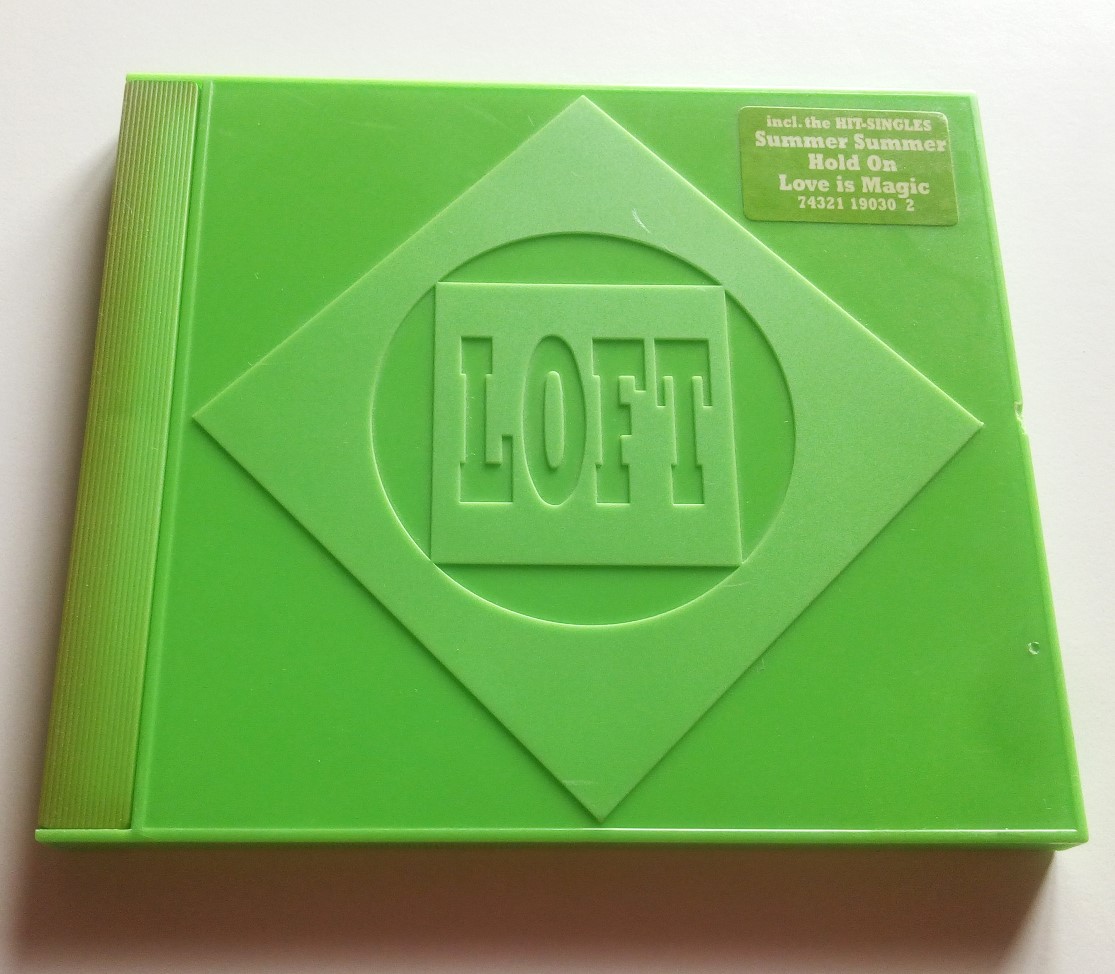 incl. the HIT-SINGLES
Summer Summer
Hold On
Love is Magic
74321 19030 2
LOFT